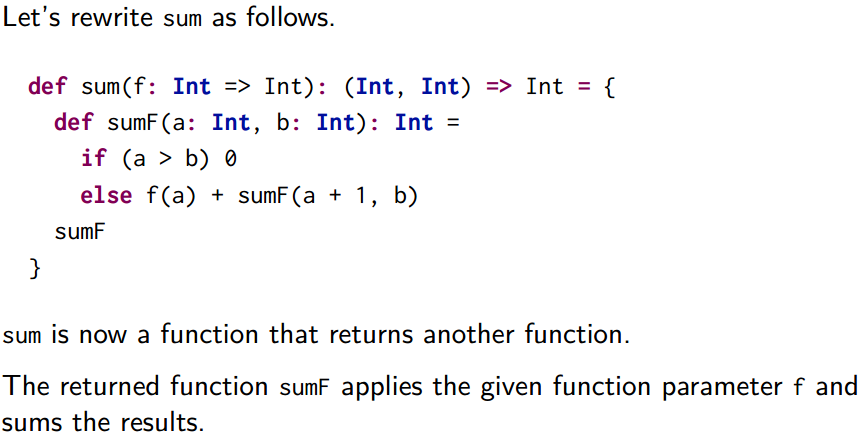 Let's rewrite sum as follows.
def sum(f: Int => Int): (Int, Int) => Int = {
def sumF(a: Int, b: Int): Int =
if (a > b) 0
else f(a) + sumF(a + 1, b)
sumF
}
sum is now a function that returns another function.
The returned function sumF applies the given function parameter f and
sums the results.